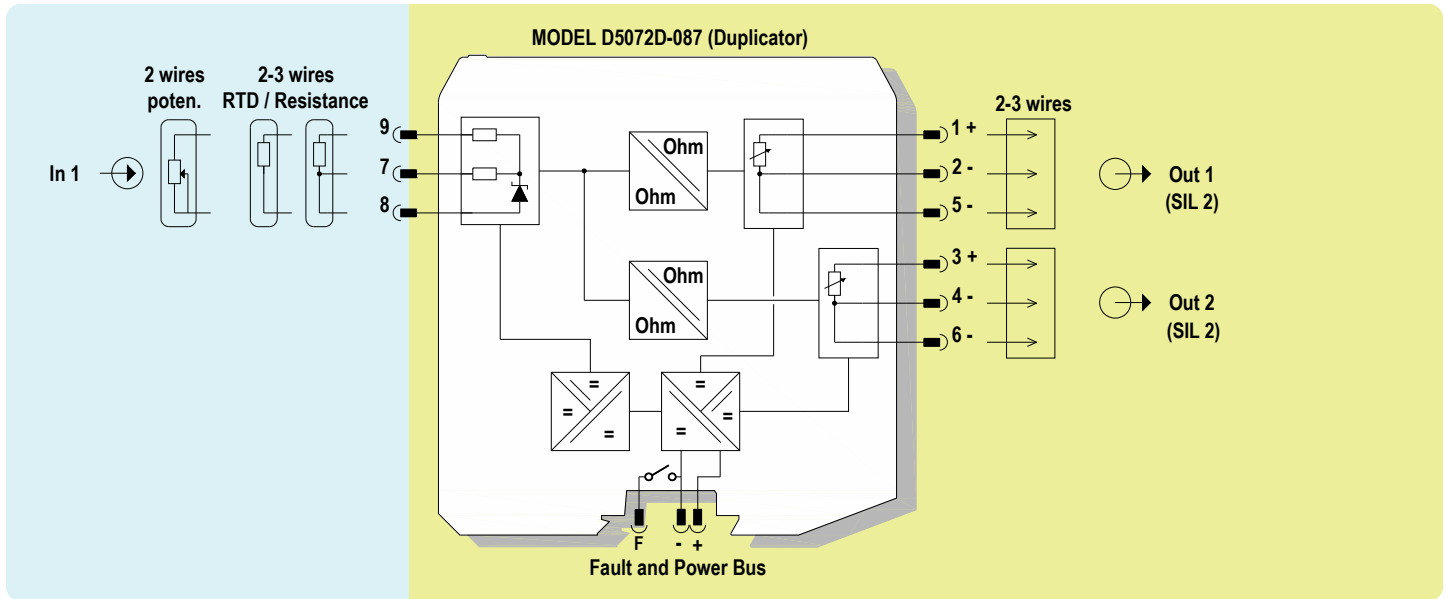 MODEL D5072D-087 (Duplicator)
2 wires
poten.
2-3 wires
RTD / Resistance
In 1
9
7
8
Ohm
Ohm
Ohm
Ohm
=
=
=
=
=
=
2-3 wires
1 +
2 -
5 -
Out 1
(SIL 2)
3 +
4 -
6 -
Out 2
(SIL 2)
F - +
Fault and Power Bus